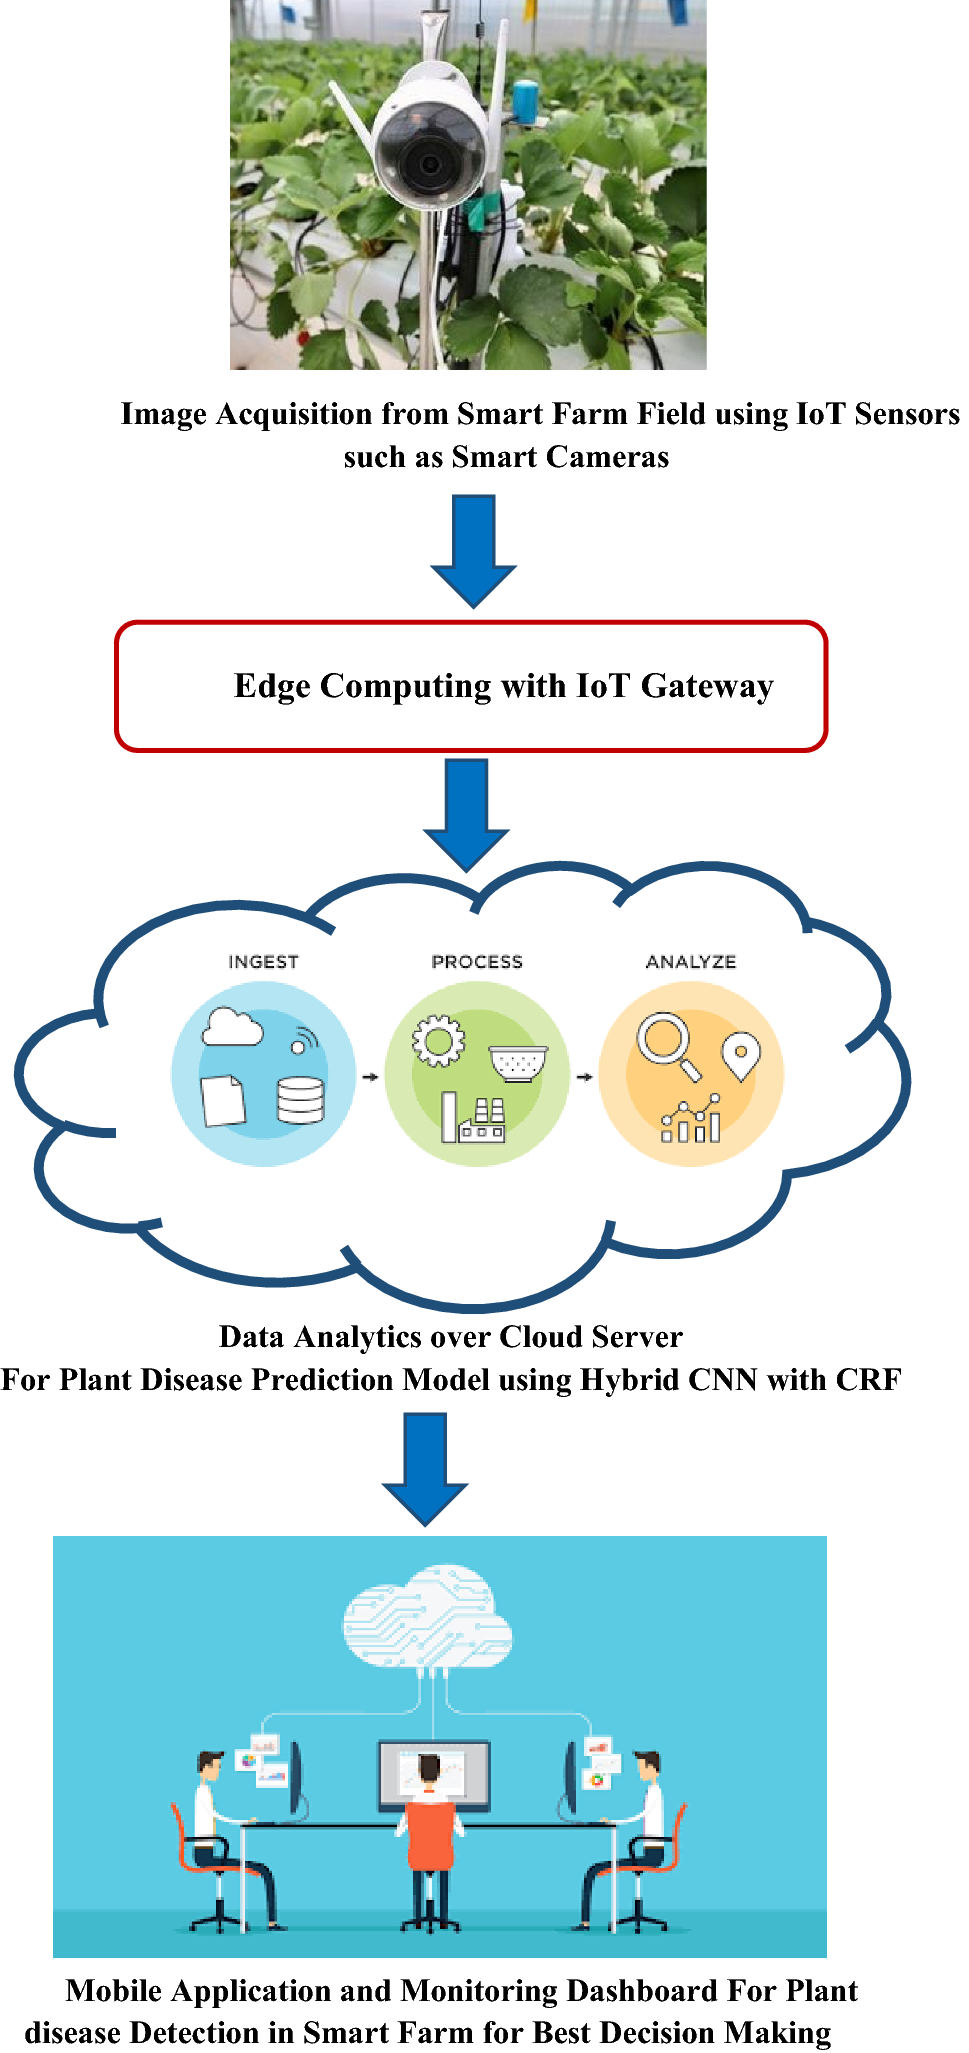 Image Acquisition from Smart Farm Field using IoT Sensors
such as Smart Cameras
Edge Computing with IoT Gateway
INGEST PROCESS ANALYZE
Data Analytics over Cloud Server
For Plant Disease Prediction Model using Hybrid CNN with CRF
Mobile Application and Monitoring Dashboard For Plant
disease Detection in Smart Farm for Best Decision Making